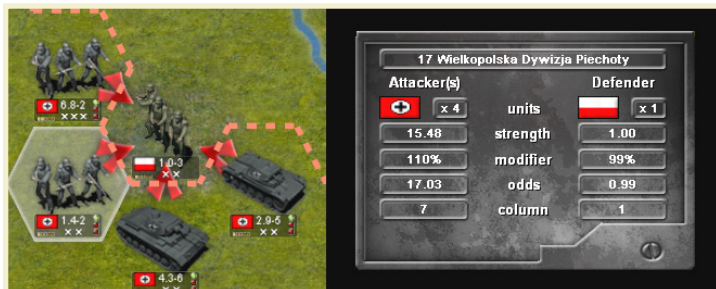 6.8-2
×××
1.0-3
××
1.4-2
××
2.9-5
××
4.3-6
17 Wielkopolska Dywizja Piechoty
Attacker(s) Defender
x 4 units x 1
15.48 strength 1.00
110% modifier 99%
17.03 odds 0.99
7 column 1